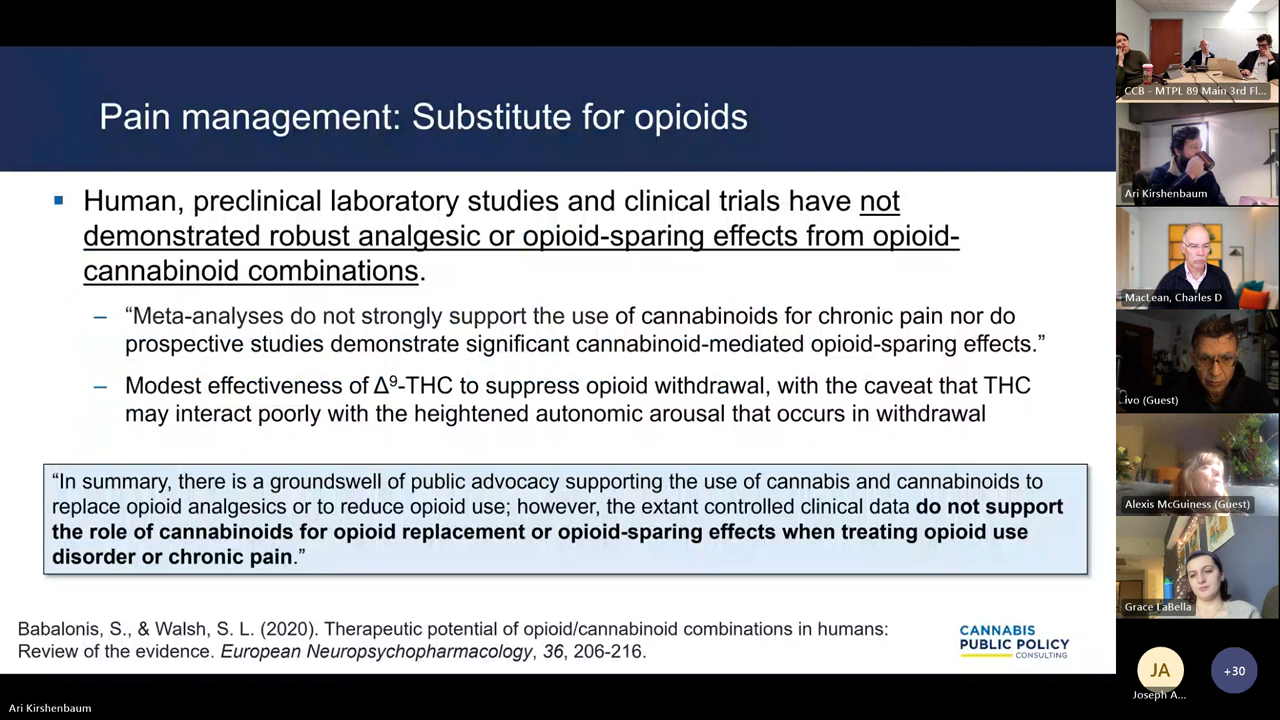 Pain management: Substitute for opioids
▪ Human, preclinical laboratory studies and clinical trials have not
demonstrated robust analgesic or opioid-sparing effects from opioid-
cannabinoid combinations.
– “Meta-analyses do not strongly support the use of cannabinoids for chronic pain nor do
prospective studies demonstrate significant cannabinoid-mediated opioid-sparing effects.”
– Modest effectiveness of Δ⁹-THC to suppress opioid withdrawal, with the caveat that THC
may interact poorly with the heightened autonomic arousal that occurs in withdrawal
“In summary, there is a groundswell of public advocacy supporting the use of cannabis and cannabinoids to
replace opioid analgesics or to reduce opioid use; however, the extant controlled clinical data do not support
the role of cannabinoids for opioid replacement or opioid-sparing effects when treating opioid use
disorder or chronic pain.”
Babalonis, S., & Walsh, S. L. (2020). Therapeutic potential of opioid/cannabinoid combinations in humans:
Review of the evidence. European Neuropsychopharmacology, 36, 206-216.
CANNABIS
PUBLIC POLICY
CONSULTING
CCB - MTPL 89 Main 3rd Fl...
Ari Kirshenbaum
MacLean, Charles D
ivo (Guest)
Alexis McGuiness (Guest)
Grace LaBella
JA
Joseph A...
+30
Ari Kirshenbaum